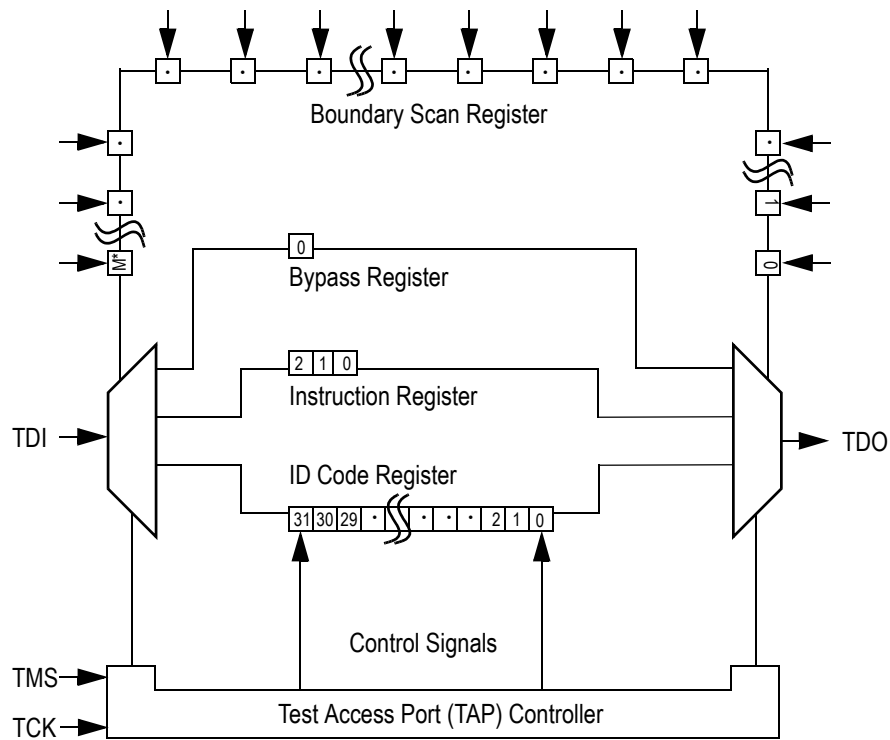 Boundary Scan Register
1
M*
0
0
Bypass Register
2 1 0
Instruction Register
TDI
TDO
ID Code Register
31 30 29 · · · · · 2 1 0
Control Signals
TMS
TCK
Test Access Port (TAP) Controller